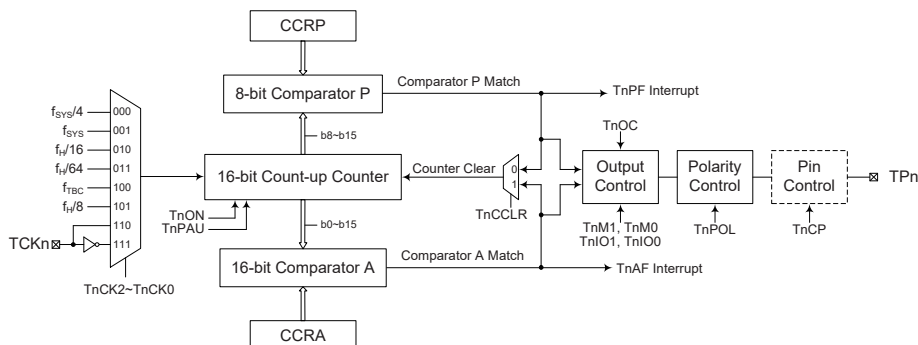 CCRP
8-bit Comparator P
Comparator P Match
TnPF Interrupt
b8~b15
TnOC
fSYS/4
fSYS
fH/16
fH/64
fTBC
fH/8
000
001
010
011
100
101
110
111
TCKn
TnCK2~TnCK0
16-bit Count-up Counter
Counter Clear
0
1
TnCCLR
TnON
TnPAU
b0~b15
Output
Control
TnM1, TnM0
TnIO1, TnIO0
Polarity
Control
TnPOL
Pin
Control
TnCP
TPn
16-bit Comparator A
Comparator A Match
TnAF Interrupt
CCRA